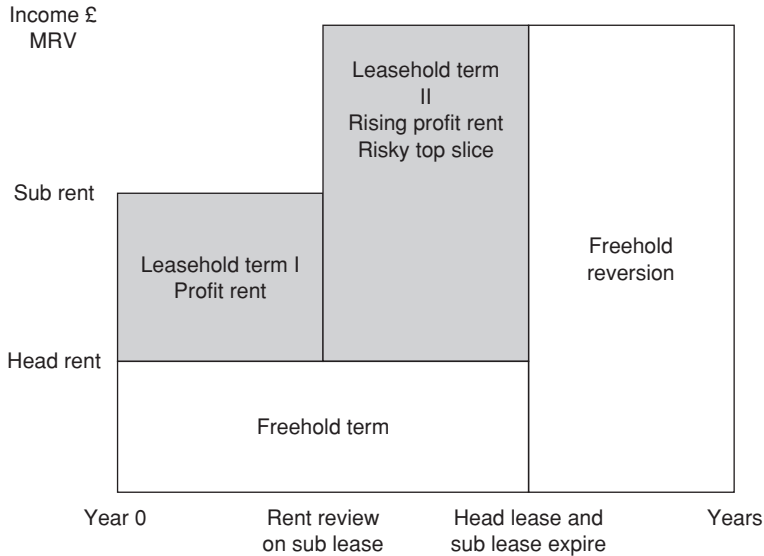 Income £
MRV
Leasehold term
II
Rising profit rent
Risky top slice
Sub rent
Leasehold term I
Profit rent
Freehold
reversion
Head rent
Freehold term
Year 0
Rent review
on sub lease
Head lease and
sub lease expire
Years